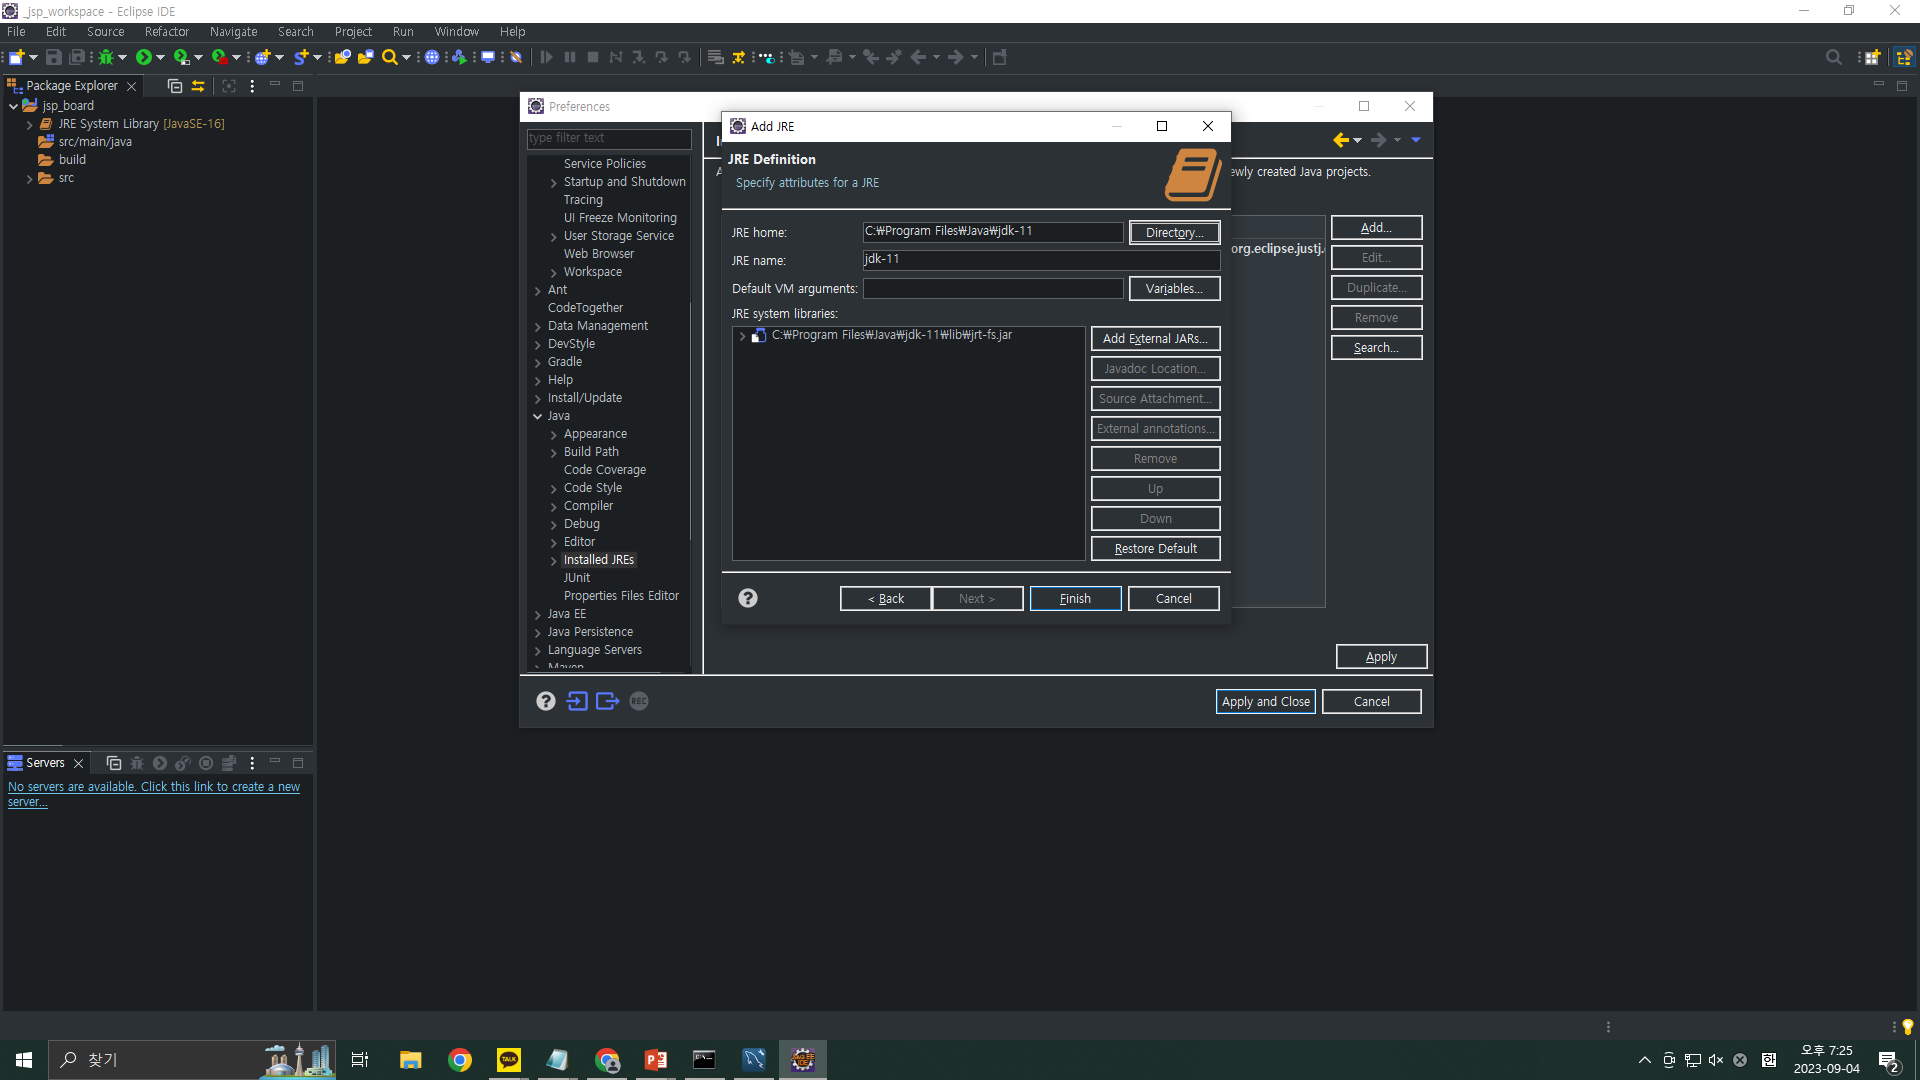 _jsp_workspace - Eclipse IDE
File Edit Source Refactor Navigate Search Project Run Window Help
Package Explorer
jsp_board
JRE System Library [JavaSE-16]
src/main/java
build
src
Servers
No servers are available. Click this link to create a new
server...
Preferences
type filter text
Service Policies
Startup and Shutdown
Tracing
UI Freeze Monitoring
User Storage Service
Web Browser
Workspace
Ant
CodeTogether
Data Management
DevStyle
Gradle
Help
Install/Update
Java
Appearance
Build Path
Code Coverage
Code Style
Compiler
Debug
Editor
Installed JREs
JUnit
Properties Files Editor
Java EE
Java Persistence
Language Servers
Maven
ewly created Java projects.
org.eclipse.justj.
Add...
Edit...
Duplicate...
Remove
Search...
Apply
REC
Apply and Close
Cancel
Add JRE
JRE Definition
Specify attributes for a JRE
JRE home:
C:₩Program Files₩Java₩jdk-11
Directory...
JRE name:
jdk-11
Default VM arguments:
Variables...
JRE system libraries:
C:₩Program Files₩Java₩jdk-11₩lib₩jrt-fs.jar
Add External JARs...
Javadoc Location...
Source Attachment...
External annotations...
Remove
Up
Down
Restore Default
< Back
Next >
Finish
Cancel
찾기
TALK
오후 7:25
2023-09-04
2